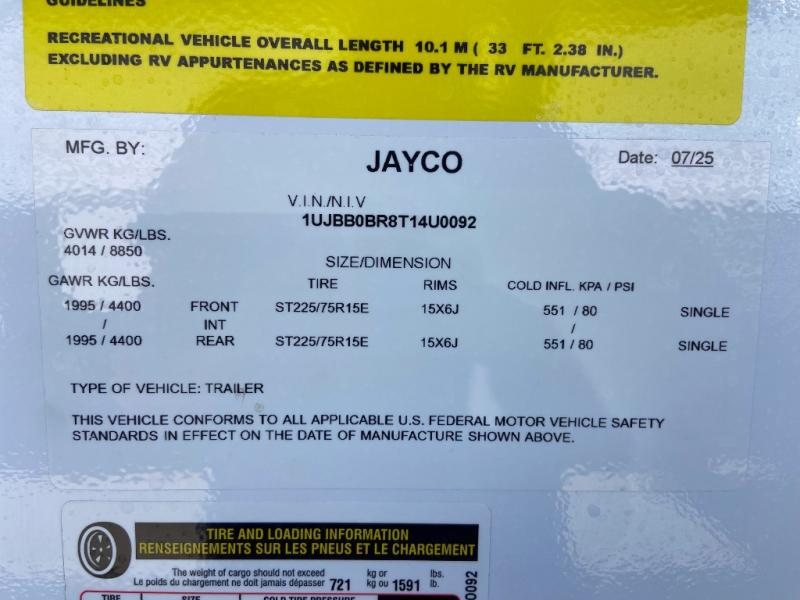 GUIDELINES
RECREATIONAL VEHICLE OVERALL LENGTH 10.1 M ( 33 FT. 2.38 IN.)
EXCLUDING RV APPURTENANCES AS DEFINED BY THE RV MANUFACTURER.
MFG. BY: JAYCO Date: 07/25
V.I.N./N.I.V
1UJBB0BR8T14U0092
GVWR KG/LBS.
4014 / 8850
SIZE/DIMENSION
GAWR KG/LBS. TIRE RIMS COLD INFL. KPA / PSI
1995 / 4400 FRONT ST225/75R15E 15X6J 551 / 80 SINGLE
/ INT /
1995 / 4400 REAR ST225/75R15E 15X6J 551 / 80 SINGLE
TYPE OF VEHICLE: TRAILER
THIS VEHICLE CONFORMS TO ALL APPLICABLE U.S. FEDERAL MOTOR VEHICLE SAFETY
STANDARDS IN EFFECT ON THE DATE OF MANUFACTURE SHOWN ABOVE.
TIRE AND LOADING INFORMATION
RENSEIGNEMENTS SUR LES PNEUS ET LE CHARGEMENT
The weight of cargo should not exceed kg or lbs.
Le poids du chargement ne doit jamais dépasser 721 kg ou 1591 lb.
0092
TIRE SIZE COLD TIRE PRESSURE